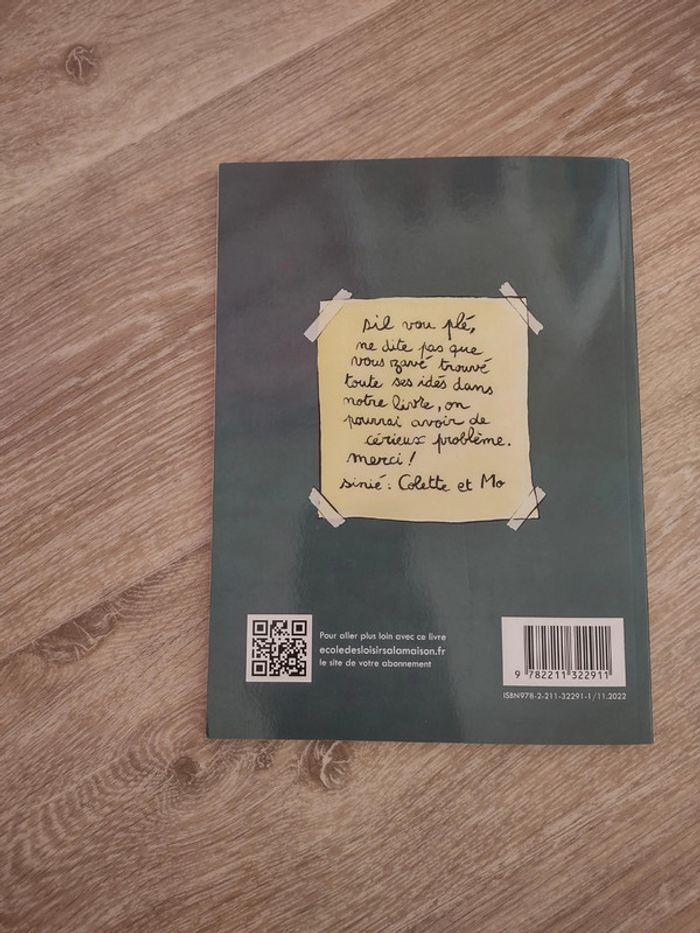 sil vou plé,
ne dite pas que
vous zavé trouvé
toute ses idés dans
notre livre, on
pourrai avoir de
cérieux problème.
merci !
sinié : Colette et Mo
Pour aller plus loin avec ce livre
ecoledesloisirsalamaison.fr
le site de votre abonnement
9 782211 322911
ISBN978-2-211-32291-1/11.2022